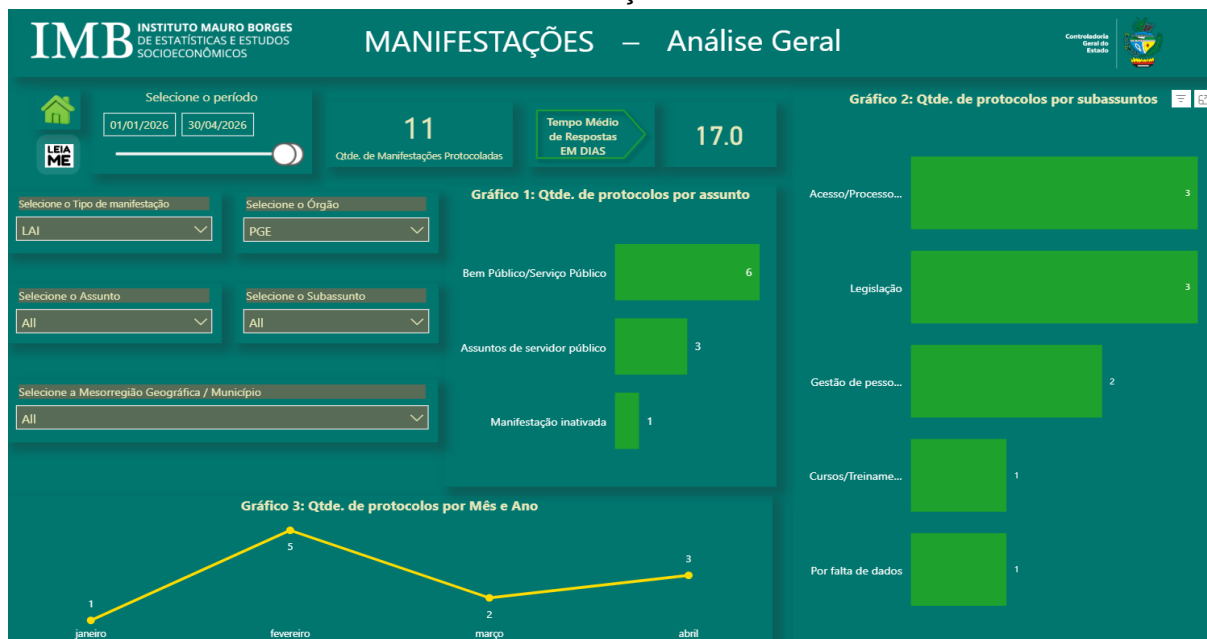 IMB
INSTITUTO MAURO BORGES
DE ESTATÍSTICAS E ESTUDOS
SOCIOECONÔMICOS
MANIFESTAÇÕES – Análise Geral
Controladoria
Geral do
Estado
LEIA
ME
Selecione o período
01/01/2026 30/04/2026
11
Qtde. de Manifestações Protocoladas
Tempo Médio
de Respostas
EM DIAS
17.0
Selecione o Tipo de manifestação
LAI
Selecione o Órgão
PGE
Selecione o Assunto
All
Selecione o Subassunto
All
Selecione a Mesorregião Geográfica / Município
All
Gráfico 1: Qtde. de protocolos por assunto
Bem Público/Serviço Público 6
Assuntos de servidor público 3
Manifestação inativada 1
Gráfico 2: Qtde. de protocolos por subassuntos
Acesso/Processo... 3
Legislação 3
Gestão de pesso... 2
Cursos/Treiname... 1
Por falta de dados 1
Gráfico 3: Qtde. de protocolos por Mês e Ano
1
5
2
3
janeiro fevereiro março abril